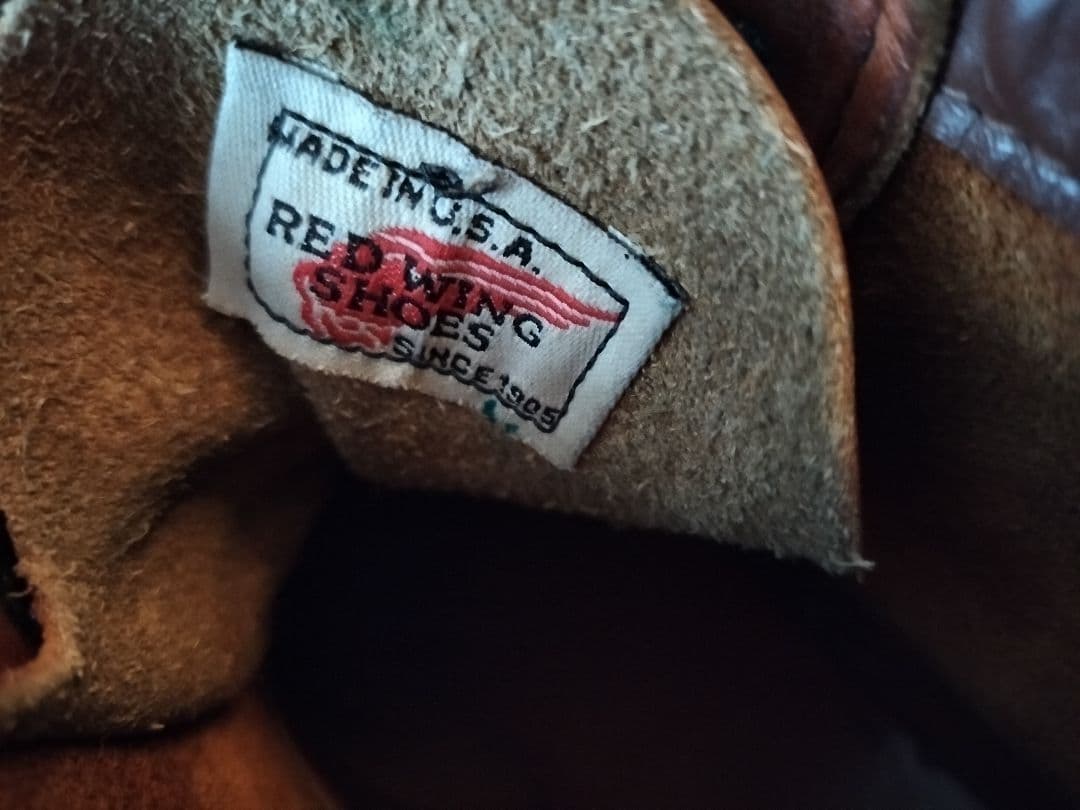 MADE IN U.S.A.
RED WING
SHOES
SINCE 1905